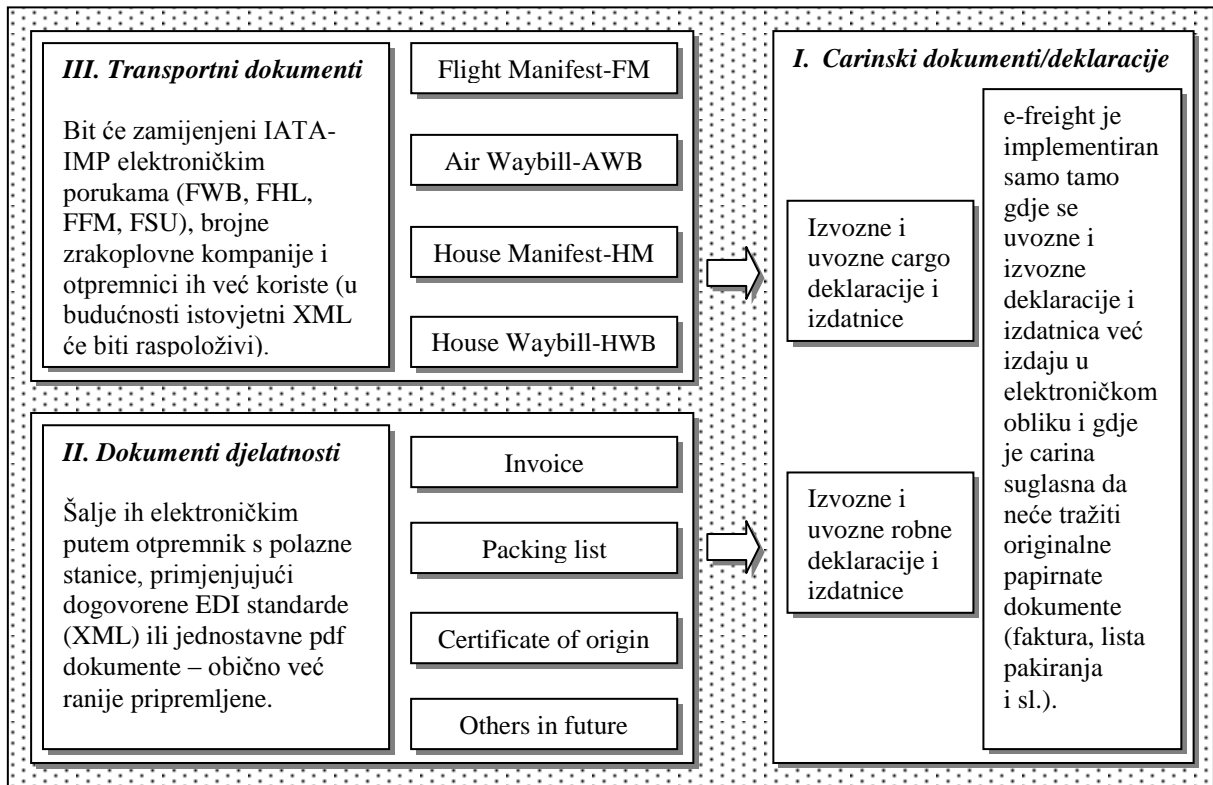 III. Transportni dokumenti
Bit će zamijenjeni IATA-
IMP elektroničkim
porukama (FWB, FHL,
FFM, FSU), brojne
zrakoplovne kompanije i
otpremnici ih već koriste (u
budućnosti istovjetni XML
će biti raspoloživi).
Flight Manifest-FM
Air Waybill-AWB
House Manifest-HM
House Waybill-HWB
II. Dokumenti djelatnosti
Šalje ih elektroničkim
putem otpremnik s polazne
stanice, primjenjujući
dogovorene EDI standarde
(XML) ili jednostavne pdf
dokumente – obično već
ranije pripremljene.
Invoice
Packing list
Certificate of origin
Others in future
I. Carinski dokumenti/deklaracije
Izvozne i
uvozne cargo
deklaracije i
izdatnice
Izvozne i
uvozne robne
deklaracije i
izdatnice
e-freight je
implementiran
samo tamo
gdje se
uvozne i
izvozne
deklaracije i
izdatnica već
izdaju u
elektroničkom
obliku i gdje
je carina
suglasna da
neće tražiti
originalne
papirnate
dokumente
(faktura, lista
pakiranja
i sl.).